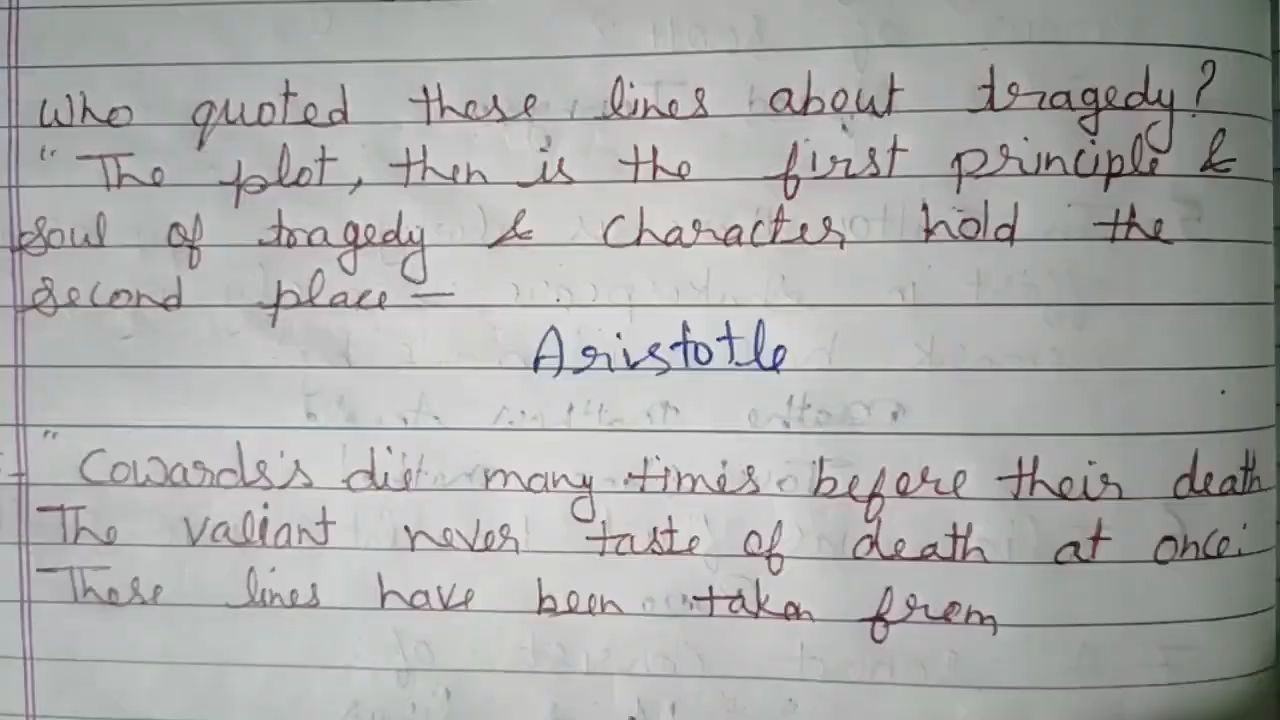 Who quoted these lines about tragedy?
"The plot, then is the first principle &
soul of tragedy & character hold the
second place –
Aristotle
"Cowards's die many times before their death
The valiant never taste of death at once.
These lines have been taken from